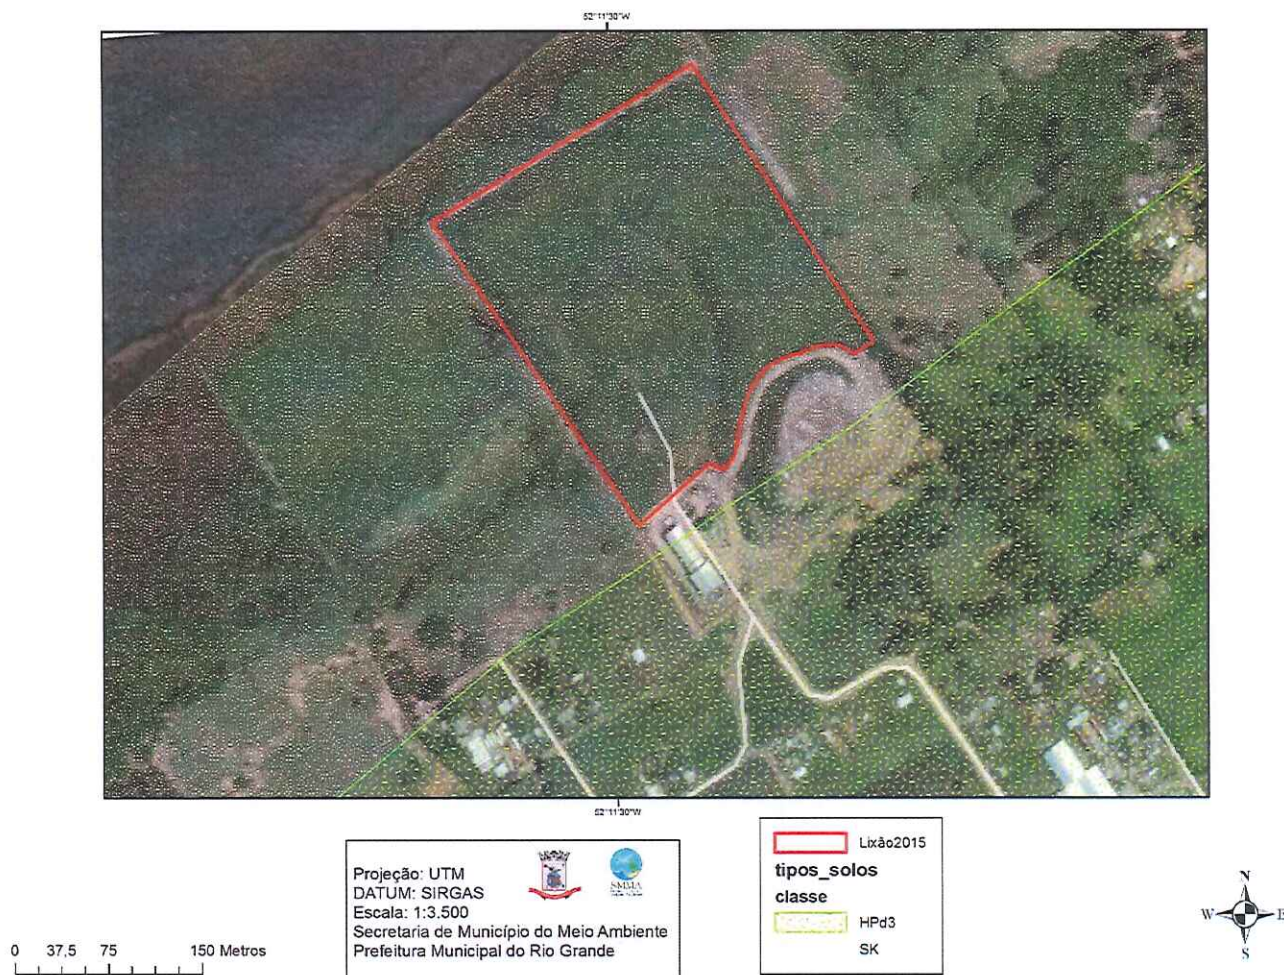 52°11'30"W
52°11'30"W
Projeção: UTM
DATUM: SIRGAS
Escala: 1:3.500
Secretaria de Município do Meio Ambiente
Prefeitura Municipal do Rio Grande
SMMA
Lixão2015
tipos_solos
classe
HPd3
SK
N
W E
S
0 37,5 75 150 Metros